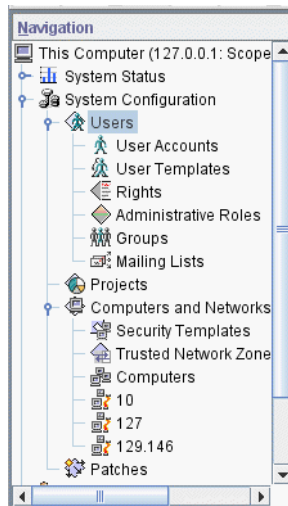 Navigation
This Computer (127.0.0.1: Scope
System Status
System Configuration
Users
User Accounts
User Templates
Rights
Administrative Roles
Groups
Mailing Lists
Projects
Computers and Networks
Security Templates
Trusted Network Zone
Computers
10
127
129.146
Patches